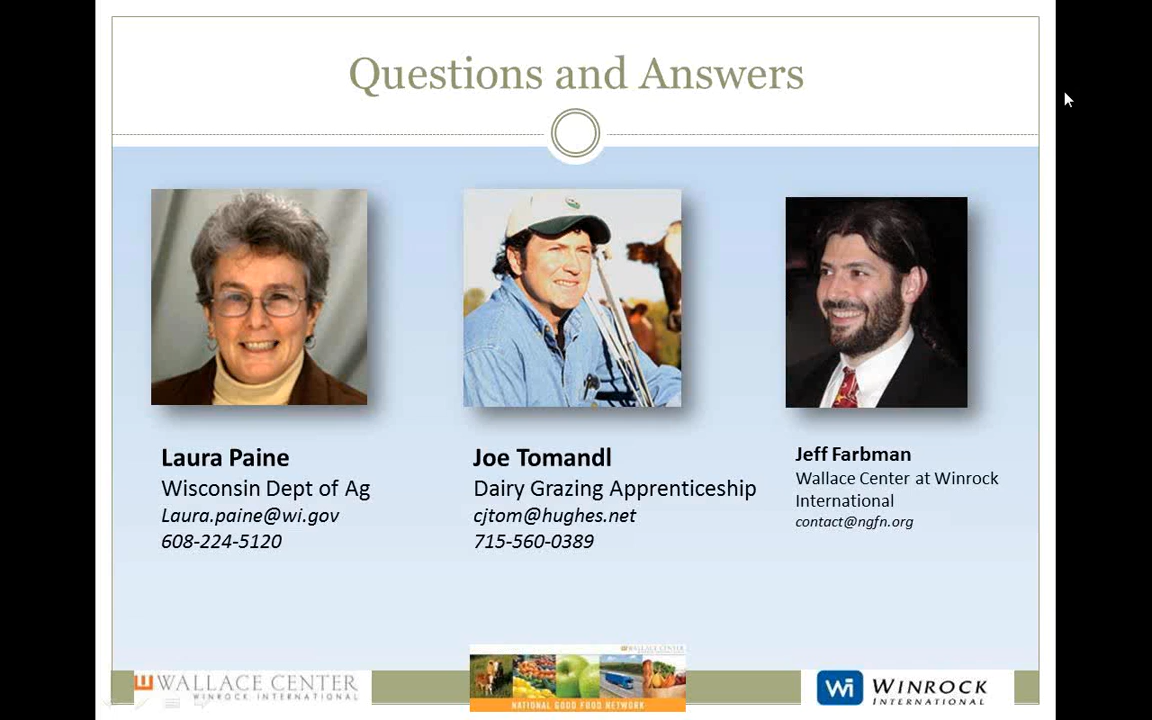 Questions and Answers
Laura Paine
Wisconsin Dept of Ag
Laura.paine@wi.gov
608-224-5120
Joe Tomandl
Dairy Grazing Apprenticeship
cjtom@hughes.net
715-560-0389
Jeff Farbman
Wallace Center at Winrock
International
contact@ngfn.org
WALLACE CENTER
WINROCK INTERNATIONAL
WALLACE CENTER
NATIONAL GOOD FOOD NETWORK
Wi
WINROCK
INTERNATIONAL